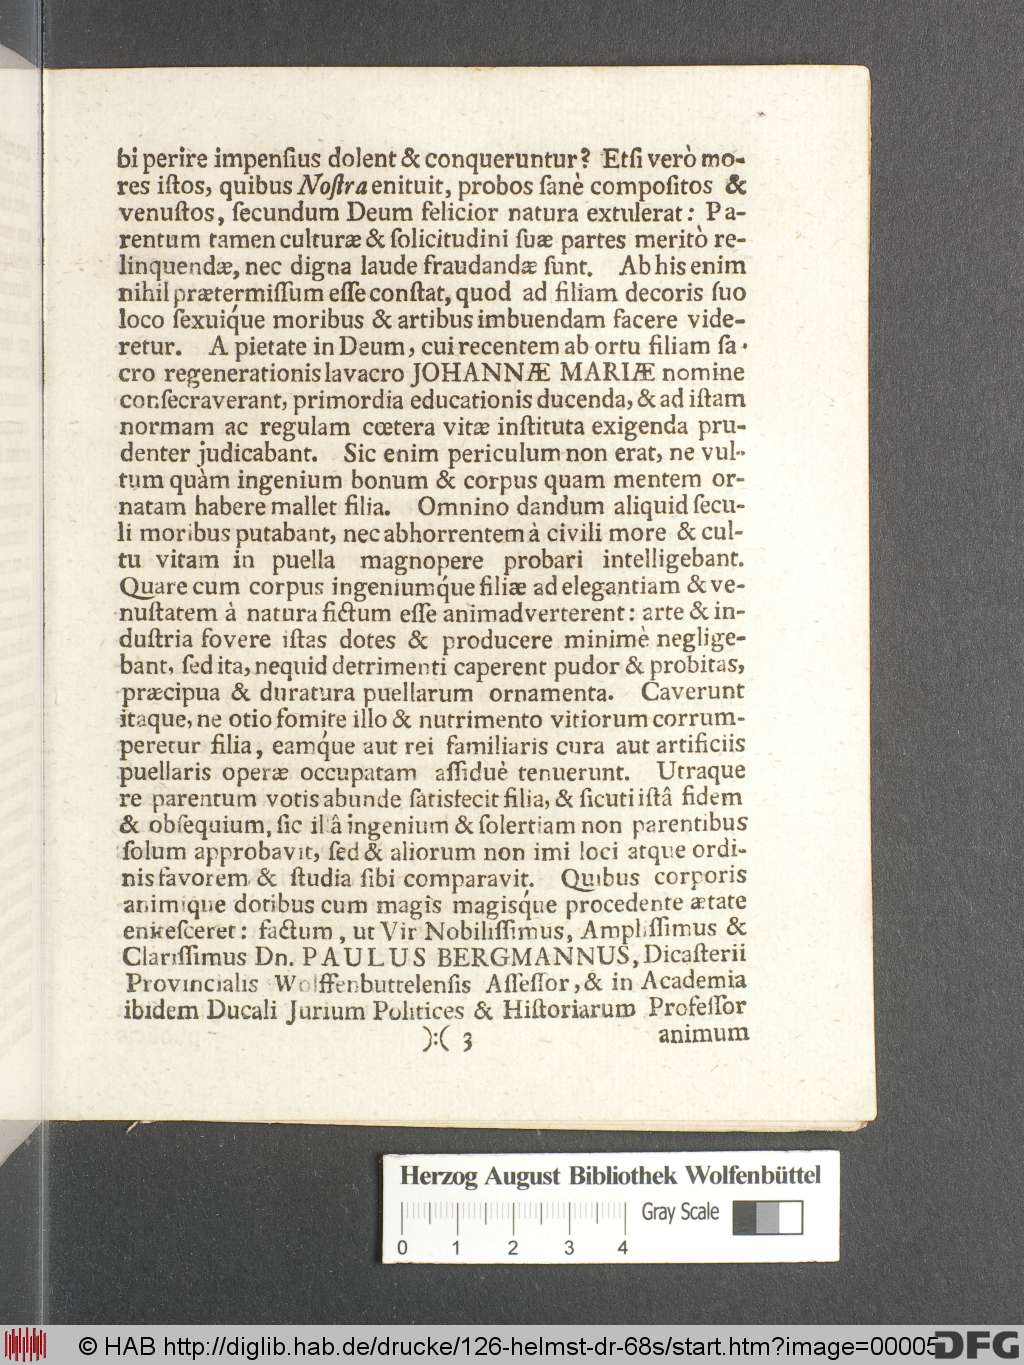 bi perire impenſius dolent & conqueruntur? Etſi verò mo-
res iſtos, quibus Noſtra enituit, probos ſanè compoſitos &
venuſtos, ſecundum Deum felicior natura extulerat: Pa-
rentum tamen culturæ & ſolicitudini ſuæ partes meritò re-
linquendæ, nec digna laude fraudandæ ſunt. Ab his enim
nihil prætermiſſum eſſe conſtat, quod ad filiam decoris ſuo
loco ſexuiq́ue moribus & artibus imbuendam facere vide-
retur. A pietate in Deum, cui recentem ab ortu filiam ſa-
cro regenerationis lavacro JOHANNÆ MARIÆ nomine
conſecraverant, primordia educationis ducenda, & ad iſtam
normam ac regulam cœtera vitæ inſtituta exigenda pru-
denter judicabant. Sic enim periculum non erat, ne vul-
tum quàm ingenium bonum & corpus quam mentem or-
natam habere mallet filia. Omnino dandum aliquid ſecu-
li moribus putabant, nec abhorrentem à civili more & cul-
tu vitam in puella magnopere probari intelligebant.
Quare cum corpus ingeniumq́ue filiæ ad elegantiam & ve-
nuſtatem à natura fictum eſſe animadverterent: arte & in-
duſtria fovere iſtas dotes & producere minimè neglige-
bant, ſed ita, nequid detrimenti caperent pudor & probitas,
præcipua & duratura puellarum ornamenta. Caverunt
itaque, ne otio fomite illo & nutrimento vitiorum corrum-
peretur filia, eamq́ue aut rei familiaris cura aut artificiis
puellaris operæ occupatam aſſiduè tenuerunt. Utraque
re parentum votis abunde ſatisfecit filia, & ſicuti iſtâ fidem
& obſequium, ſic illâ ingenium & ſolertiam non parentibus
ſolum approbavit, ſed & aliorum non imi loci atque ordi-
nis favorem & ſtudia ſibi comparavit. Quibus corporis
animique dotibus cum magis magisq́ue procedente ætate
eniteſceret: factum, ut Vir Nobiliſſimus, Ampliſſimus &
Clariſſimus Dn. PAULUS BERGMANNUS, Dicaſterii
Provincialis Wolffenbuttelenſis Aſſeſſor, & in Academia
ibidem Ducali Jurium Politices & Hiſtoriarum Profeſſor
):( 3 animum
Herzog August Bibliothek Wolfenbüttel
Gray Scale
0 1 2 3 4
© HAB http://diglib.hab.de/drucke/126-helmst-dr-68s/start.htm?image=00005
DFG